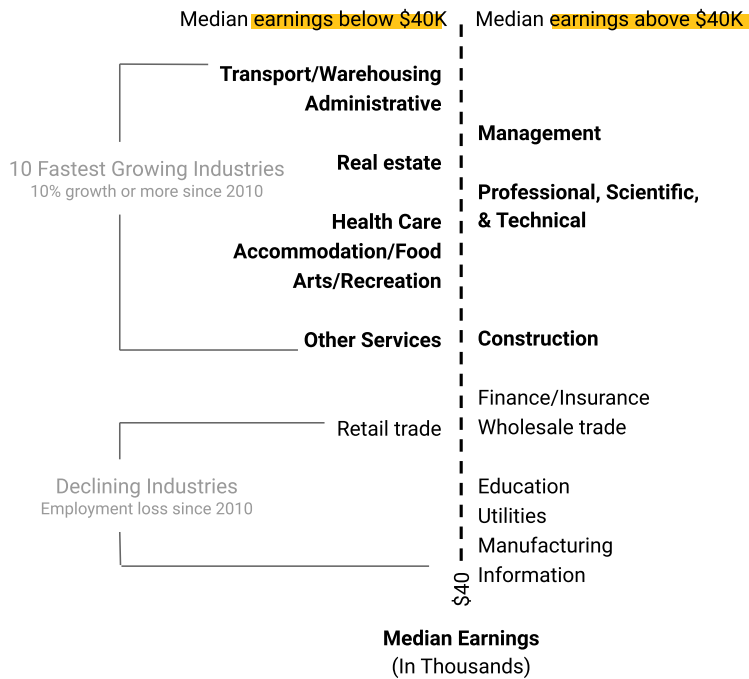 Median earnings below $40K
Median earnings above $40K
Transport/Warehousing
Administrative
Management
10 Fastest Growing Industries
10% growth or more since 2010
Real estate
Professional, Scientific,
& Technical
Health Care
Accommodation/Food
Arts/Recreation
Other Services
Construction
Finance/Insurance
Retail trade
Wholesale trade
Declining Industries
Employment loss since 2010
Education
Utilities
Manufacturing
Information
$40
Median Earnings
(In Thousands)